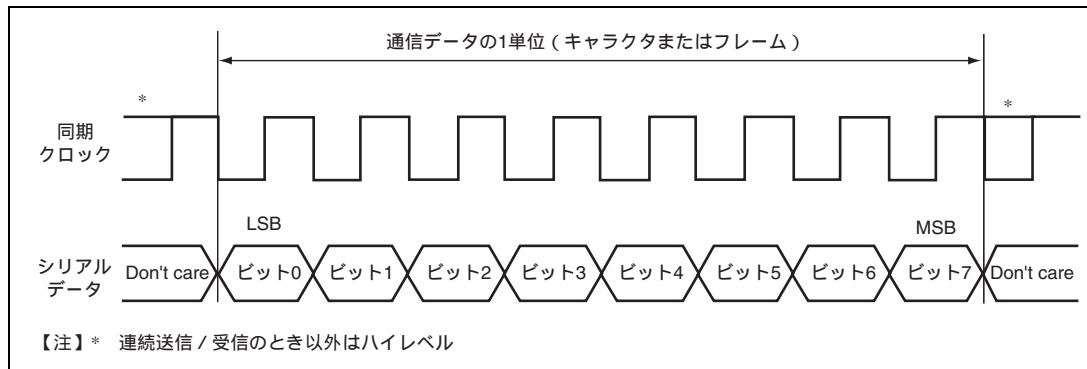 通信データの1単位（キャラクタまたはフレーム）
*
*
同期
クロック
LSB
MSB
シリアル
データ
Don't care
ビット0
ビット1
ビット2
ビット3
ビット4
ビット5
ビット6
ビット7
Don't care
【注】* 連続送信 / 受信のとき以外はハイレベル